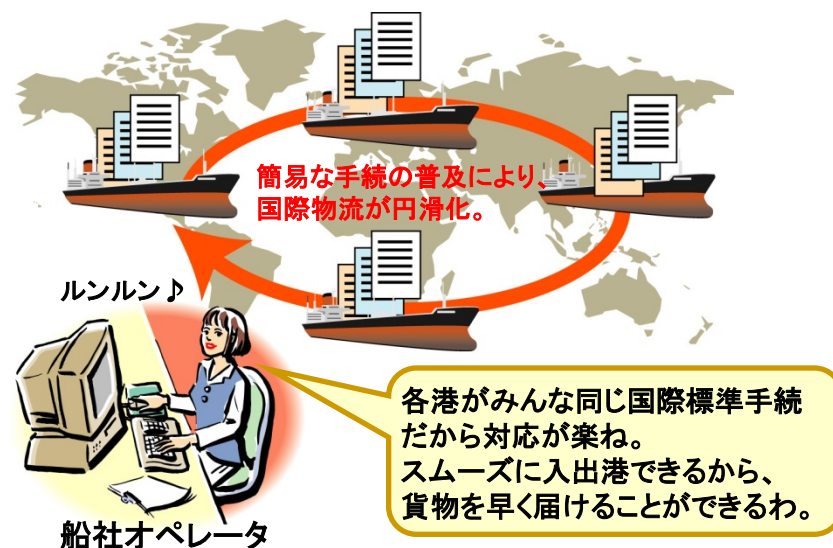 簡易な手続の普及により、
国際物流が円滑化。
ルンルン♪
各港がみんな同じ国際標準手続
だから対応が楽ね。
スムーズに入出港できるから、
貨物を早く届けることができるわ。
船社オペレータ